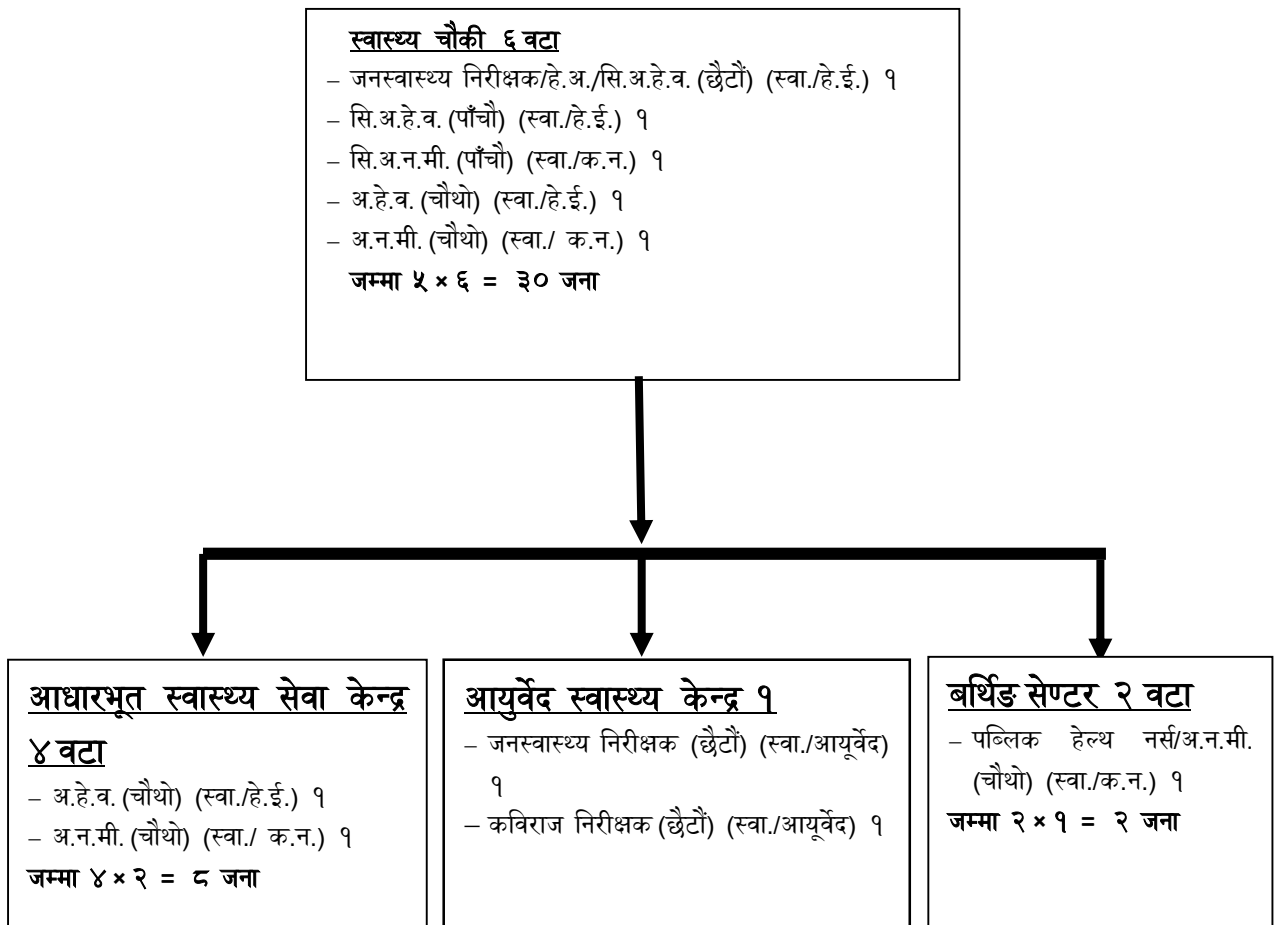 स्वास्थ्य चौकी ६ वटा
– जनस्वास्थ्य निरीक्षक/हे.अ./सि.अ.हे.व. (छैटौं) (स्वा./हे.ई.) १
– सि.अ.हे.व. (पाँचौ) (स्वा./हे.ई.) १
– सि.अ.न.मी. (पाँचौ) (स्वा./क.न.) १
– अ.हे.व. (चौथो) (स्वा./हे.ई.) १
– अ.न.मी. (चौथो) (स्वा./ क.न.) १
जम्मा ५ × ६ = ३० जना
आधारभूत स्वास्थ्य सेवा केन्द्र
४ वटा
– अ.हे.व. (चौथो) (स्वा./हे.ई.) १
– अ.न.मी. (चौथो) (स्वा./ क.न.) १
जम्मा ४ × २ = ८ जना
आयुर्वेद स्वास्थ्य केन्द्र १
– जनस्वास्थ्य निरीक्षक (छैटौं) (स्वा./आयूर्वेद)
१
– कविराज निरीक्षक (छैटौं) (स्वा./आयूर्वेद) १
बर्थिङ सेण्टर २ वटा
– पब्लिक हेल्थ नर्स/अ.न.मी.
(चौथो) (स्वा./क.न.) १
जम्मा २ × १ = २ जना